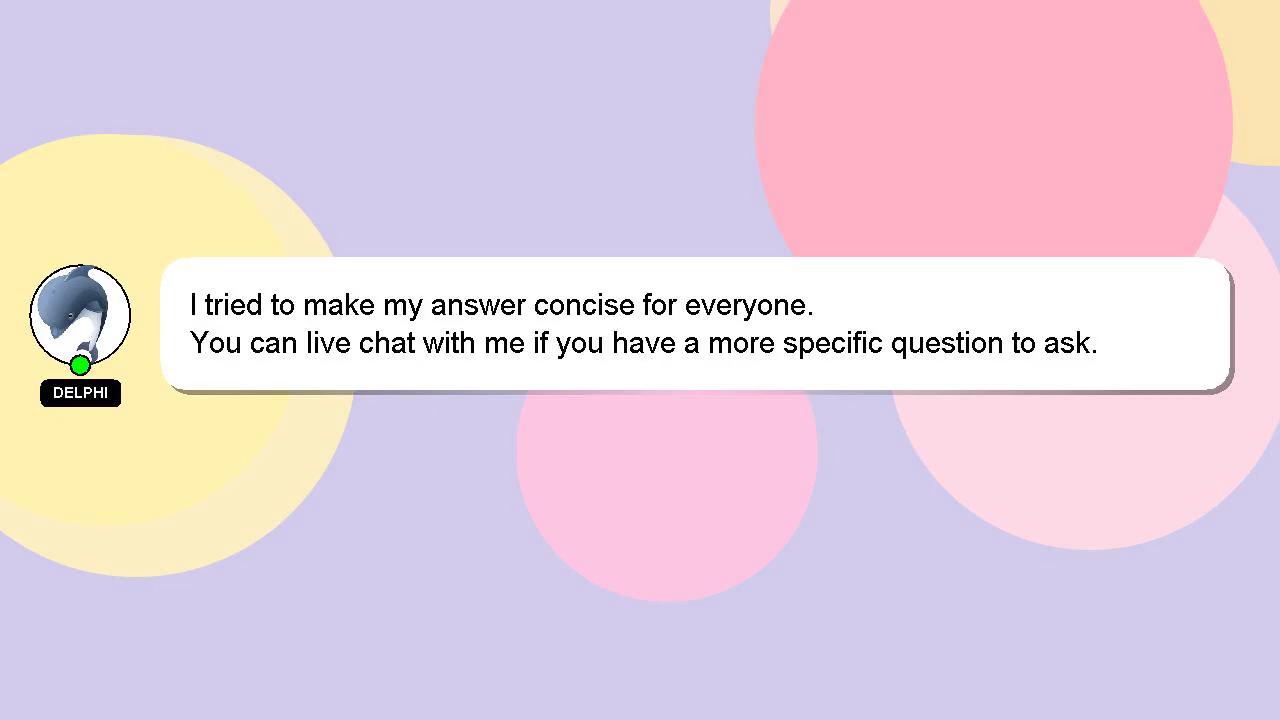 I tried to make my answer concise for everyone.
You can live chat with me if you have a more specific question to ask.
DELPHI